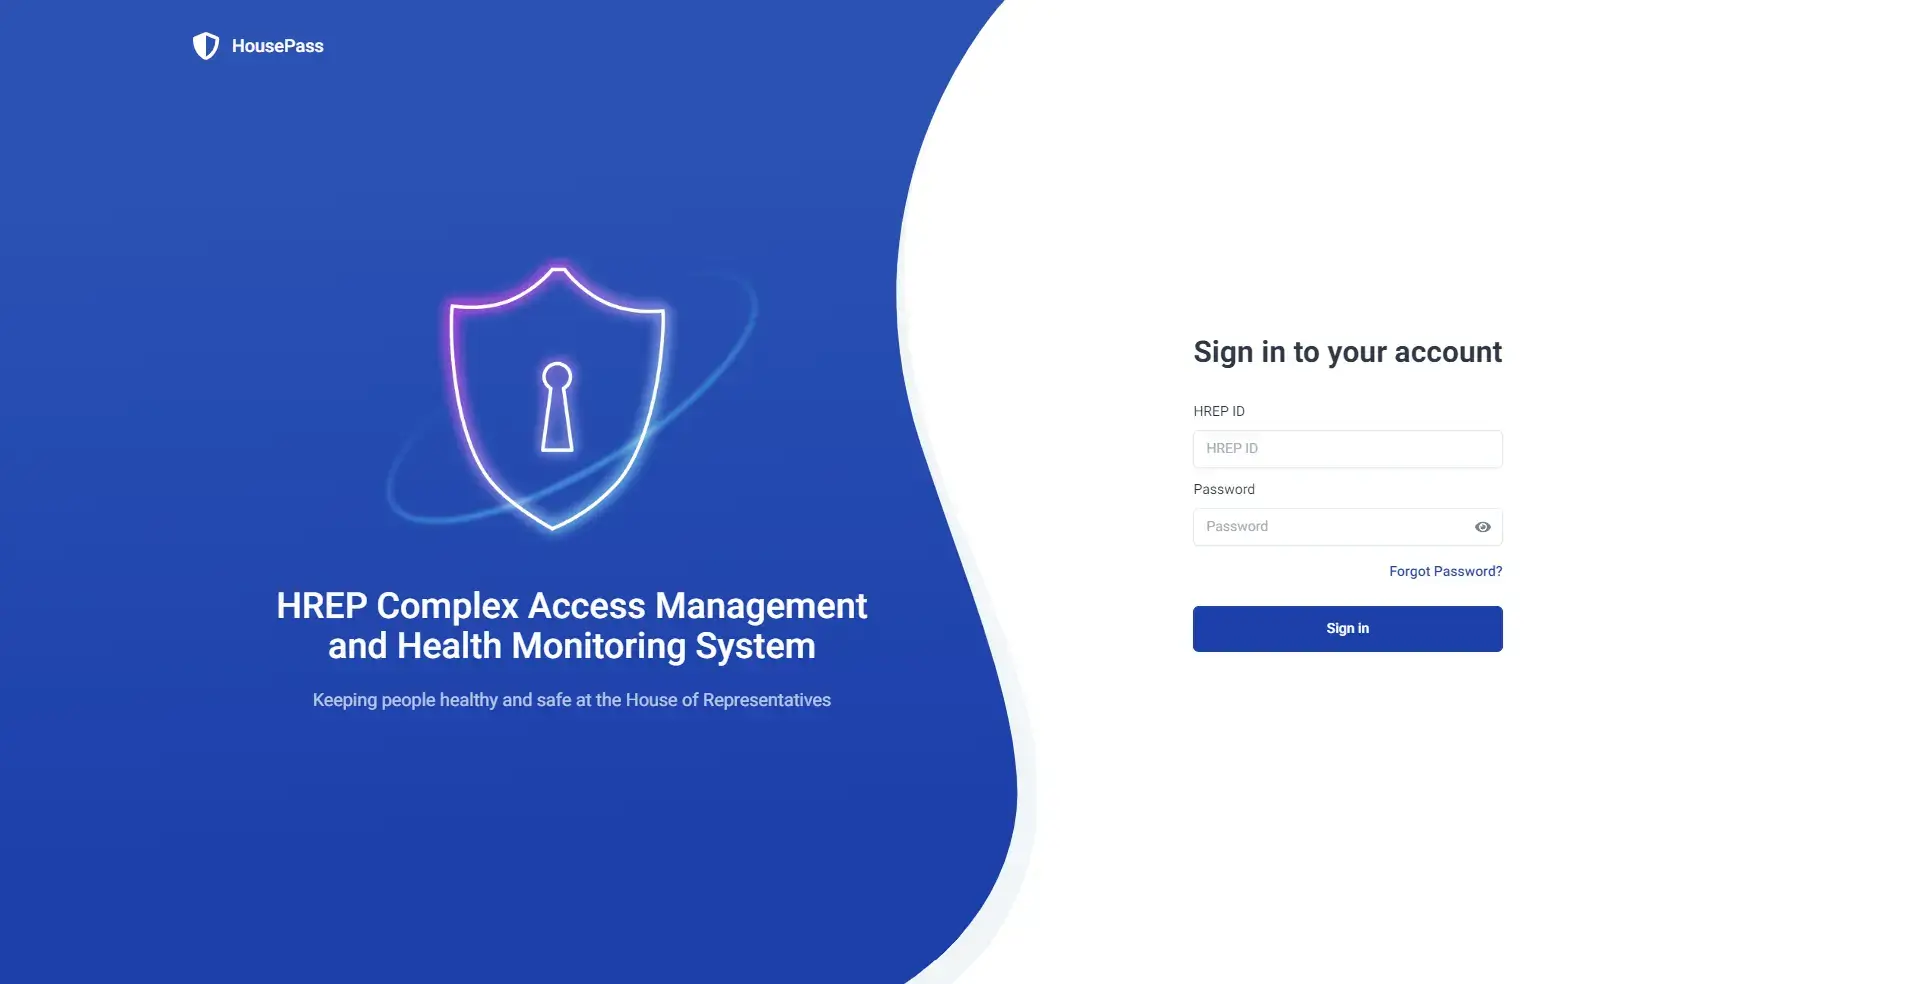 HousePass
HREP Complex Access Management
and Health Monitoring System
Keeping people healthy and safe at the House of Representatives
Sign in to your account
HREP ID
HREP ID
Password
Password
Forgot Password?
Sign in